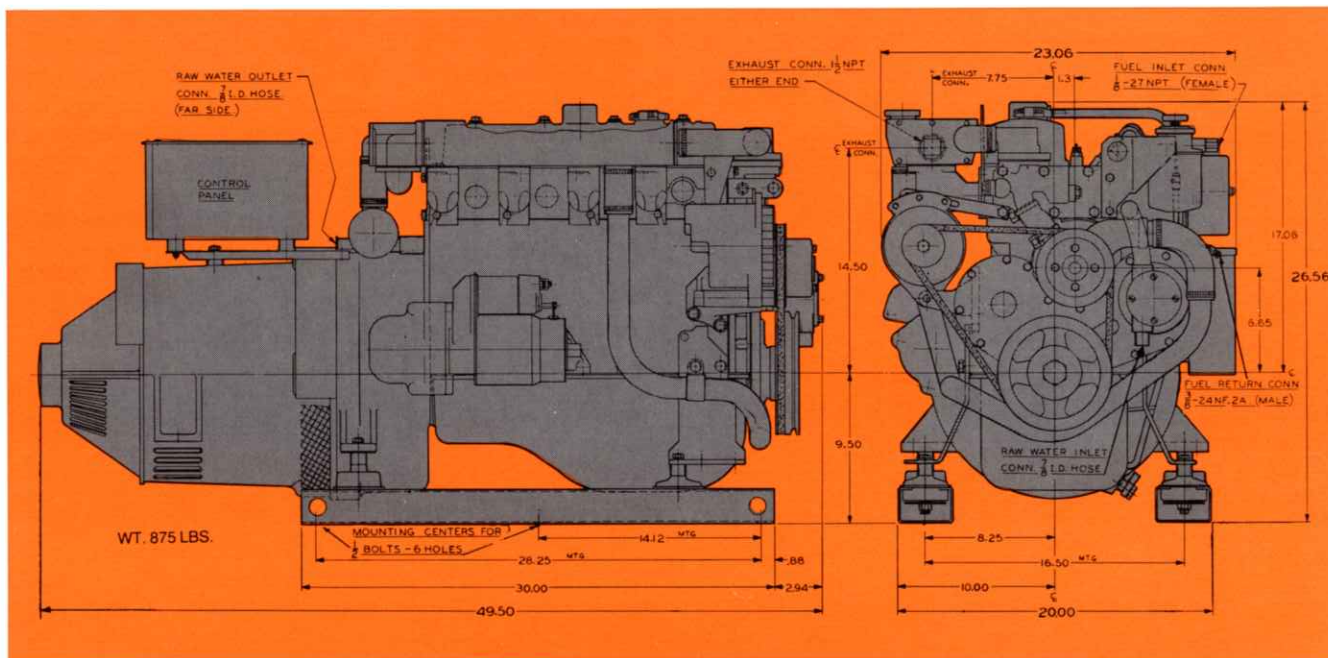 RAW WATER OUTLET
CONN. 7/8 I.D. HOSE
(FAR SIDE)
CONTROL
PANEL
WT. 875 LBS.
MOUNTING CENTERS FOR
1/2 BOLTS - 6 HOLES
14.12 MTG
28.25 MTG
.88
30.00
2.94
49.50
EXHAUST CONN. 1 1/2 NPT
EITHER END
℄ EXHAUST
CONN.
14.50
9.50
23.06
℄
EXHAUST
CONN.
7.75
1.3
FUEL INLET CONN.
1/8-27 NPT (FEMALE)
17.08
26.56
6.65
℄
FUEL RETURN CONN
-24NF.2A. (MALE)
RAW WATER INLET
CONN. 7/8 I.D. HOSE
8.25
16.50 MTG
10.00
℄
20.00